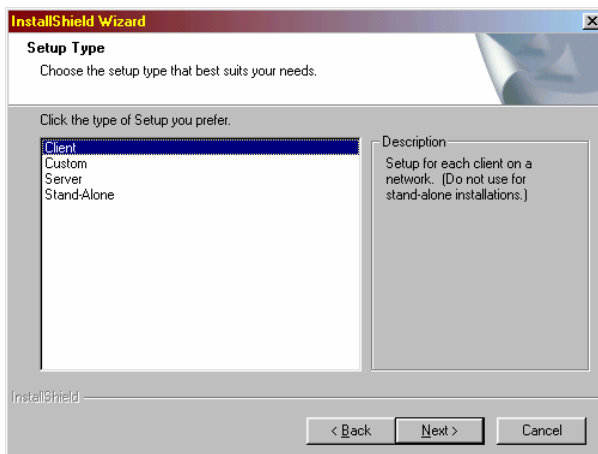 InstallShield Wizard
Setup Type
Choose the setup type that best suits your needs.
Click the type of Setup you prefer.
Client
Custom
Server
Stand-Alone
Description
Setup for each client on a
network. (Do not use for
stand-alone installations.)
InstallShield
< Back
Next >
Cancel